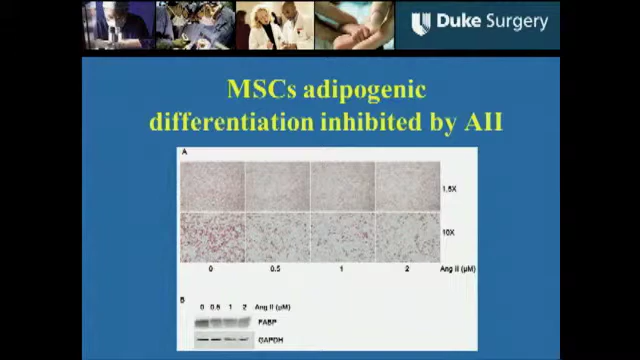 Duke Surgery
MSCs adipogenic
differentiation inhibited by AII
A
1.5X
10X
0 0.5 1 2 Ang II (μM)
B
0 0.5 1 2 Ang II (μM)
FABP
GAPDH